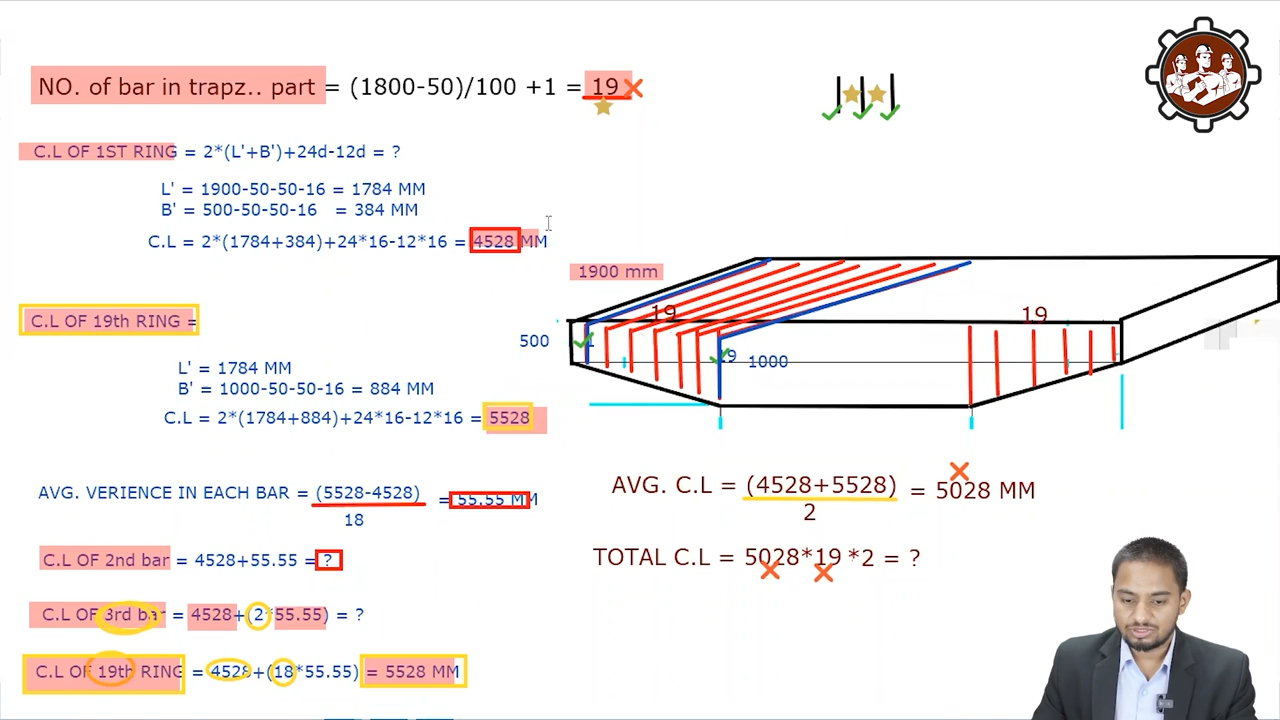 NO. of bar in trapz.. part = (1800-50)/100 +1 = 19
C.L OF 1ST RING = 2*(L'+B')+24d-12d = ?
L' = 1900-50-50-16 = 1784 MM
B' = 500-50-50-16 = 384 MM
C.L = 2*(1784+384)+24*16-12*16 = 4528 MM
C.L OF 19th RING =
L' = 1784 MM
B' = 1000-50-50-16 = 884 MM
C.L = 2*(1784+884)+24*16-12*16 = 5528
AVG. VERIENCE IN EACH BAR = (5528-4528) = 55.55 MM
18
C.L OF 2nd bar = 4528+55.55 = ?
C.L OF 3rd bar = 4528+(2*55.55) = ?
C.L OF 19th RING = 4528+(18*55.55) = 5528 MM
1900 mm
19
19
500
1
19
1000
AVG. C.L = (4528+5528) = 5028 MM
2
TOTAL C.L = 5028*19 *2 = ?